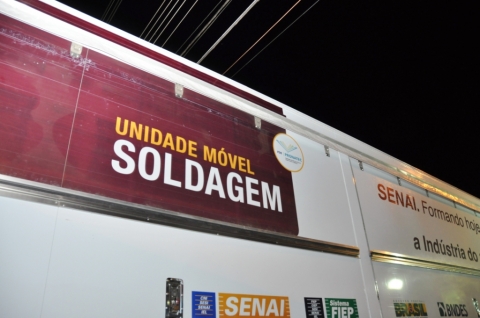 UNIDADE MÓVEL
SOLDAGEM
SENAI. Formando hoje
a Indústria do
SENAI
Sistema
FIEP
BRASIL
BNDES